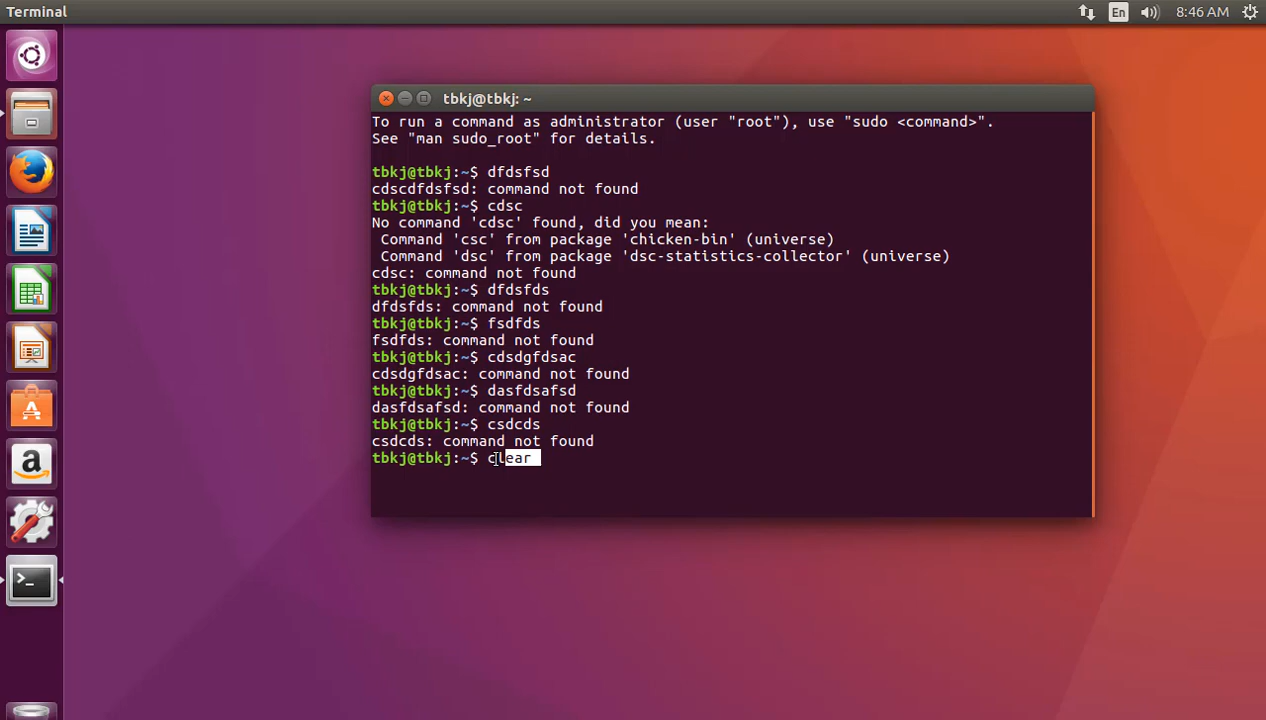 Terminal
En
8:46 AM
tbkj@tbkj: ~
To run a command as administrator (user "root"), use "sudo <command>".
See "man sudo_root" for details.
tbkj@tbkj:~$ dfdsfsd
cdscdfdsfsd: command not found
tbkj@tbkj:~$ cdsc
No command 'cdsc' found, did you mean:
Command 'csc' from package 'chicken-bin' (universe)
Command 'dsc' from package 'dsc-statistics-collector' (universe)
cdsc: command not found
tbkj@tbkj:~$ dfdsfds
dfdsfds: command not found
tbkj@tbkj:~$ fsdfds
fsdfds: command not found
tbkj@tbkj:~$ cdsdgfdsac
cdsdgfdsac: command not found
tbkj@tbkj:~$ dasfdsafsd
dasfdsafsd: command not found
tbkj@tbkj:~$ csdcds
csdcds: command not found
tbkj@tbkj:~$ clear